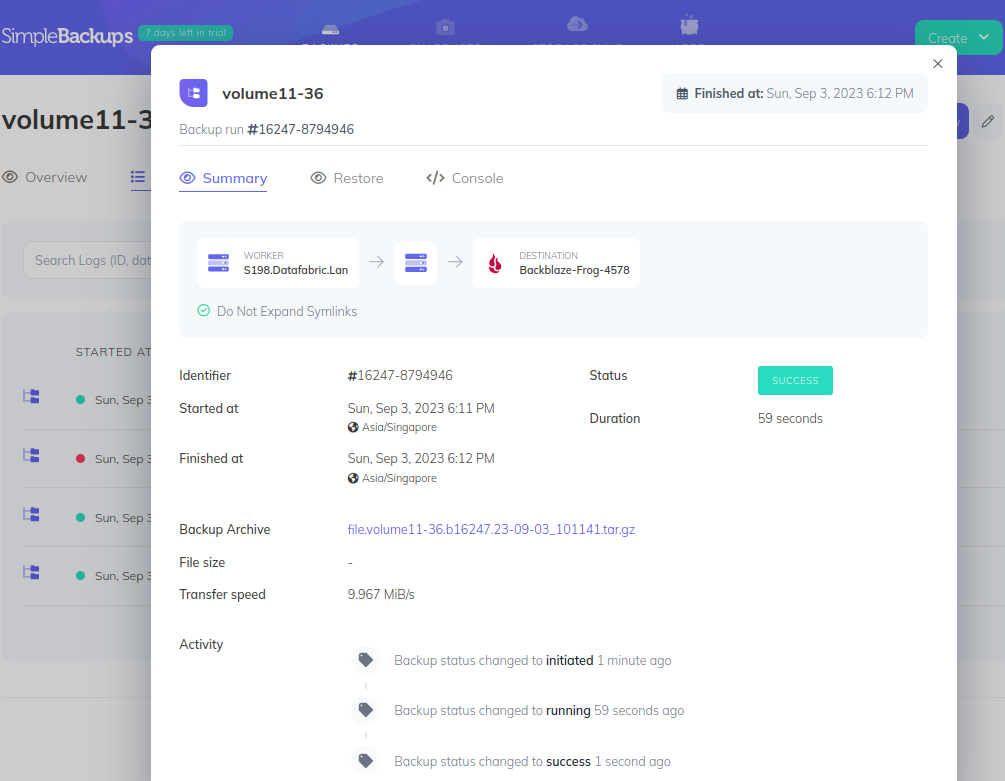 SimpleBackups
7 days left in trial
Create
volume11-3
Overview
Search Logs (ID, dat
STARTED AT
Sun, Sep 3
Sun, Sep 3
Sun, Sep 3
Sun, Sep 3
volume11-36
Finished at: Sun, Sep 3, 2023 6:12 PM
Backup run #16247-8794946
Summary
Restore
Console
WORKER
S198.Datafabric.Lan
DESTINATION
Backblaze-Frog-4578
Do Not Expand Symlinks
Identifier
#16247-8794946
Status
SUCCESS
Started at
Sun, Sep 3, 2023 6:11 PM
Asia/Singapore
Duration
59 seconds
Finished at
Sun, Sep 3, 2023 6:12 PM
Asia/Singapore
Backup Archive
file.volume11-36.b16247.23-09-03_101141.tar.gz
File size
-
Transfer speed
9.967 MiB/s
Activity
Backup status changed to initiated 1 minute ago
Backup status changed to running 59 seconds ago
Backup status changed to success 1 second ago